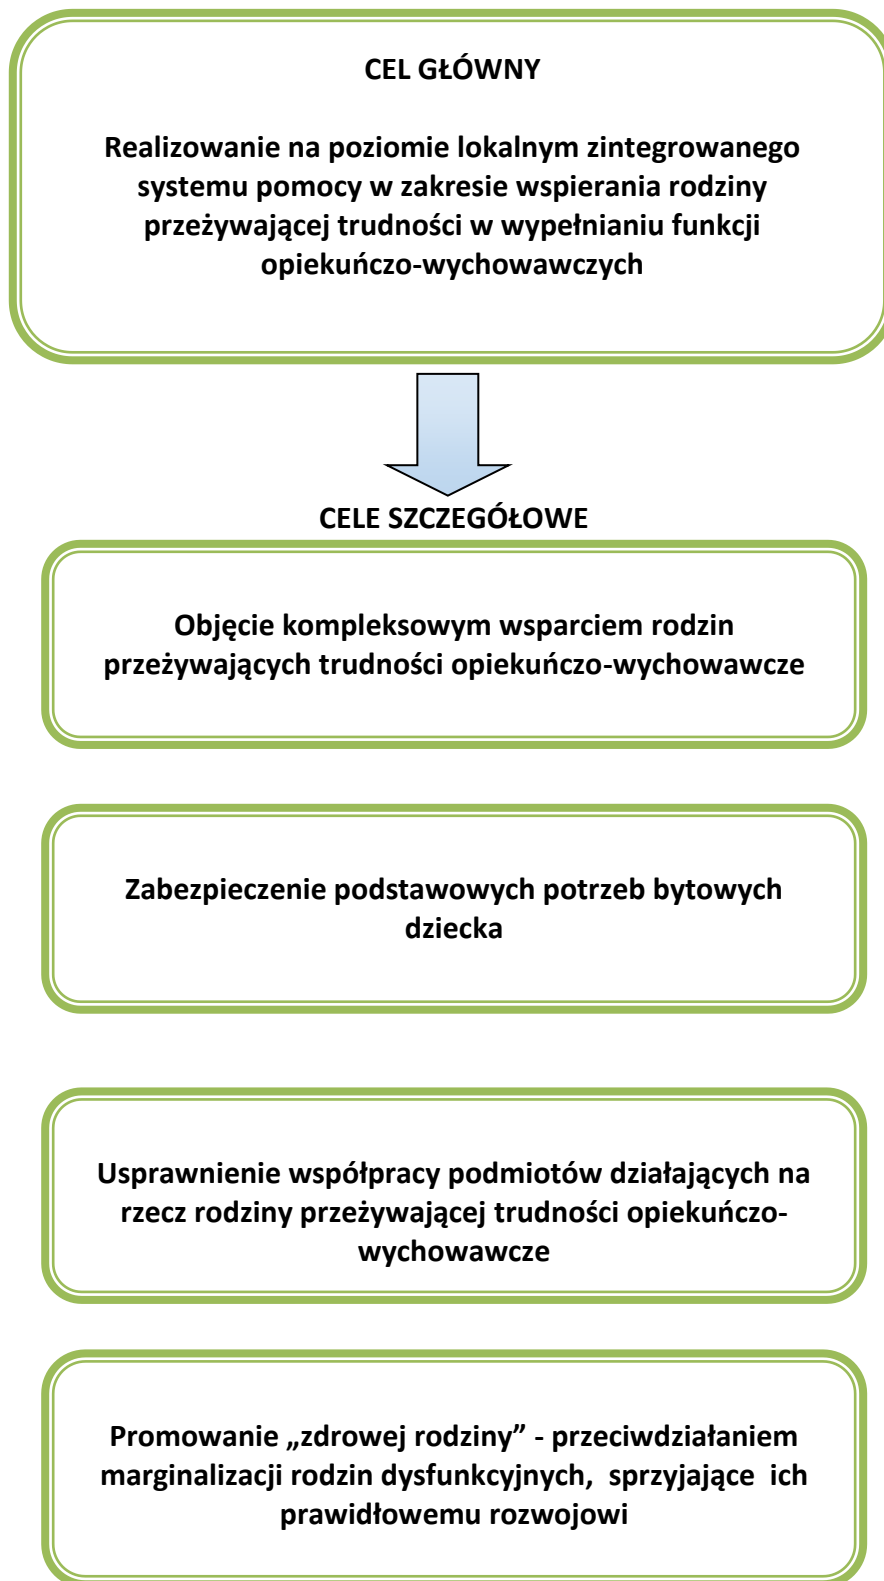 CEL GŁÓWNY
Realizowanie na poziomie lokalnym zintegrowanego
systemu pomocy w zakresie wspierania rodziny
przeżywającej trudności w wypełnianiu funkcji
opiekuńczo-wychowawczych
CELE SZCZEGÓŁOWE
Objęcie kompleksowym wsparciem rodzin
przeżywających trudności opiekuńczo-wychowawcze
Zabezpieczenie podstawowych potrzeb bytowych
dziecka
Usprawnienie współpracy podmiotów działających na
rzecz rodziny przeżywającej trudności opiekuńczo-
wychowawcze
Promowanie „zdrowej rodziny” - przeciwdziałaniem
marginalizacji rodzin dysfunkcyjnych,  sprzyjające  ich
prawidłowemu rozwojowi